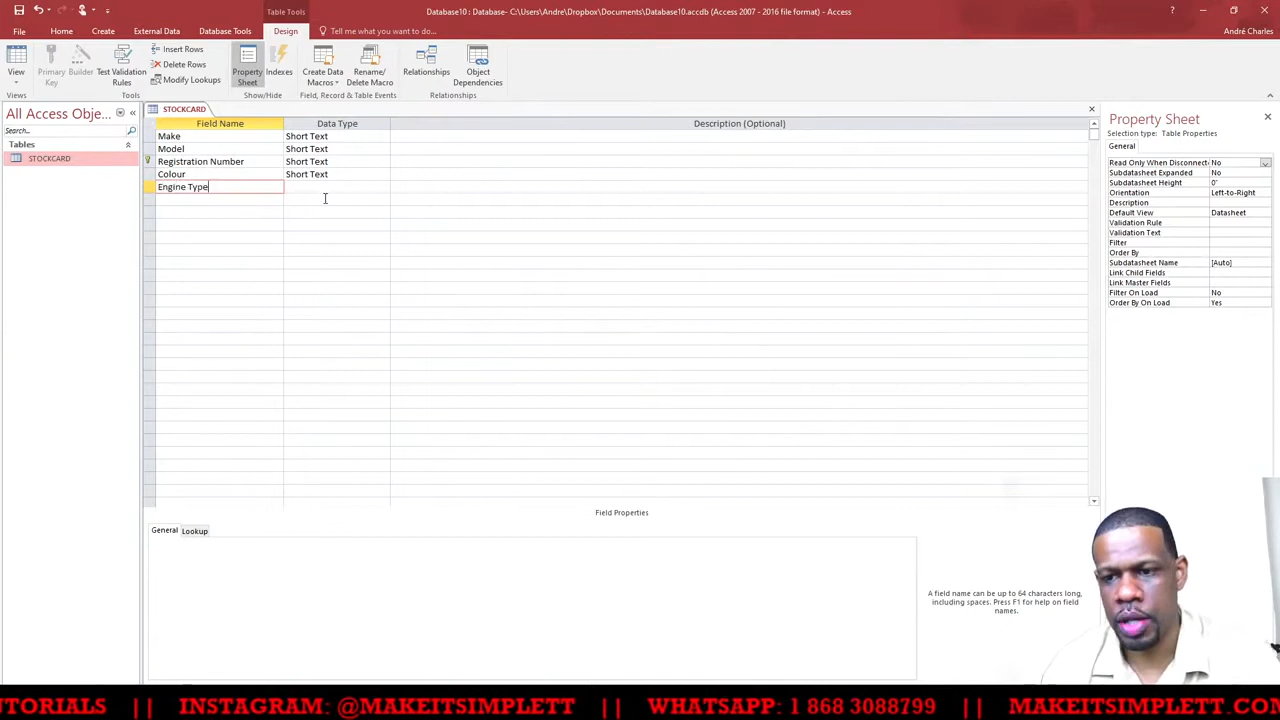 Table Tools
Database10 : Database- C:\Users\Andre\Dropbox\Documents\Database10.accdb (Access 2007 - 2016 file format) - Access
File
Home
Create
External Data
Database Tools
Design
Tell me what you want to do...
André Charles
View
Primary Key
Builder
Test Validation Rules
Insert Rows
Delete Rows
Modify Lookups
Property Sheet
Indexes
Create Data Macros
Rename/ Delete Macro
Relationships
Object Dependencies
Views
Tools
Show/Hide
Field, Record & Table Events
Relationships
All Access Obje...
Search...
Tables
STOCKCARD
STOCKCARD
Field Name
Data Type
Description (Optional)
Make
Short Text
Model
Short Text
Registration Number
Short Text
Colour
Short Text
Engine Type
Property Sheet
Selection type: Table Properties
General
Read Only When Disconnect
No
Subdatasheet Expanded
No
Subdatasheet Height
0"
Orientation
Left-to-Right
Description
Default View
Datasheet
Validation Rule
Validation Text
Filter
Order By
Subdatasheet Name
[Auto]
Link Child Fields
Link Master Fields
Filter On Load
No
Order By On Load
Yes
Field Properties
General
Lookup
A field name can be up to 64 characters long,
including spaces. Press F1 for help on field
names.
UTORIALS || INSTAGRAM: @MAKEITSIMPLETT || WHATSAPP: 1 868 3088799 || MAKEITSIMPLETT.COM